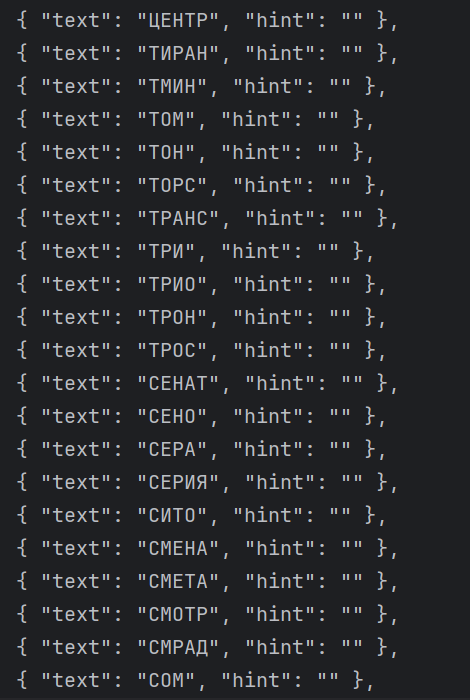 { "text": "ЦЕНТР", "hint": "" },
{ "text": "ТИРАН", "hint": "" },
{ "text": "ТМИН", "hint": "" },
{ "text": "ТОМ", "hint": "" },
{ "text": "ТОН", "hint": "" },
{ "text": "ТОРС", "hint": "" },
{ "text": "ТРАНС", "hint": "" },
{ "text": "ТРИ", "hint": "" },
{ "text": "ТРИО", "hint": "" },
{ "text": "ТРОН", "hint": "" },
{ "text": "ТРОС", "hint": "" },
{ "text": "СЕНАТ", "hint": "" },
{ "text": "СЕНО", "hint": "" },
{ "text": "СЕРА", "hint": "" },
{ "text": "СЕРИЯ", "hint": "" },
{ "text": "СИТО", "hint": "" },
{ "text": "СМЕНА", "hint": "" },
{ "text": "СМЕТА", "hint": "" },
{ "text": "СМОТР", "hint": "" },
{ "text": "СМРАД", "hint": "" },
{ "text": "СОМ", "hint": "" },